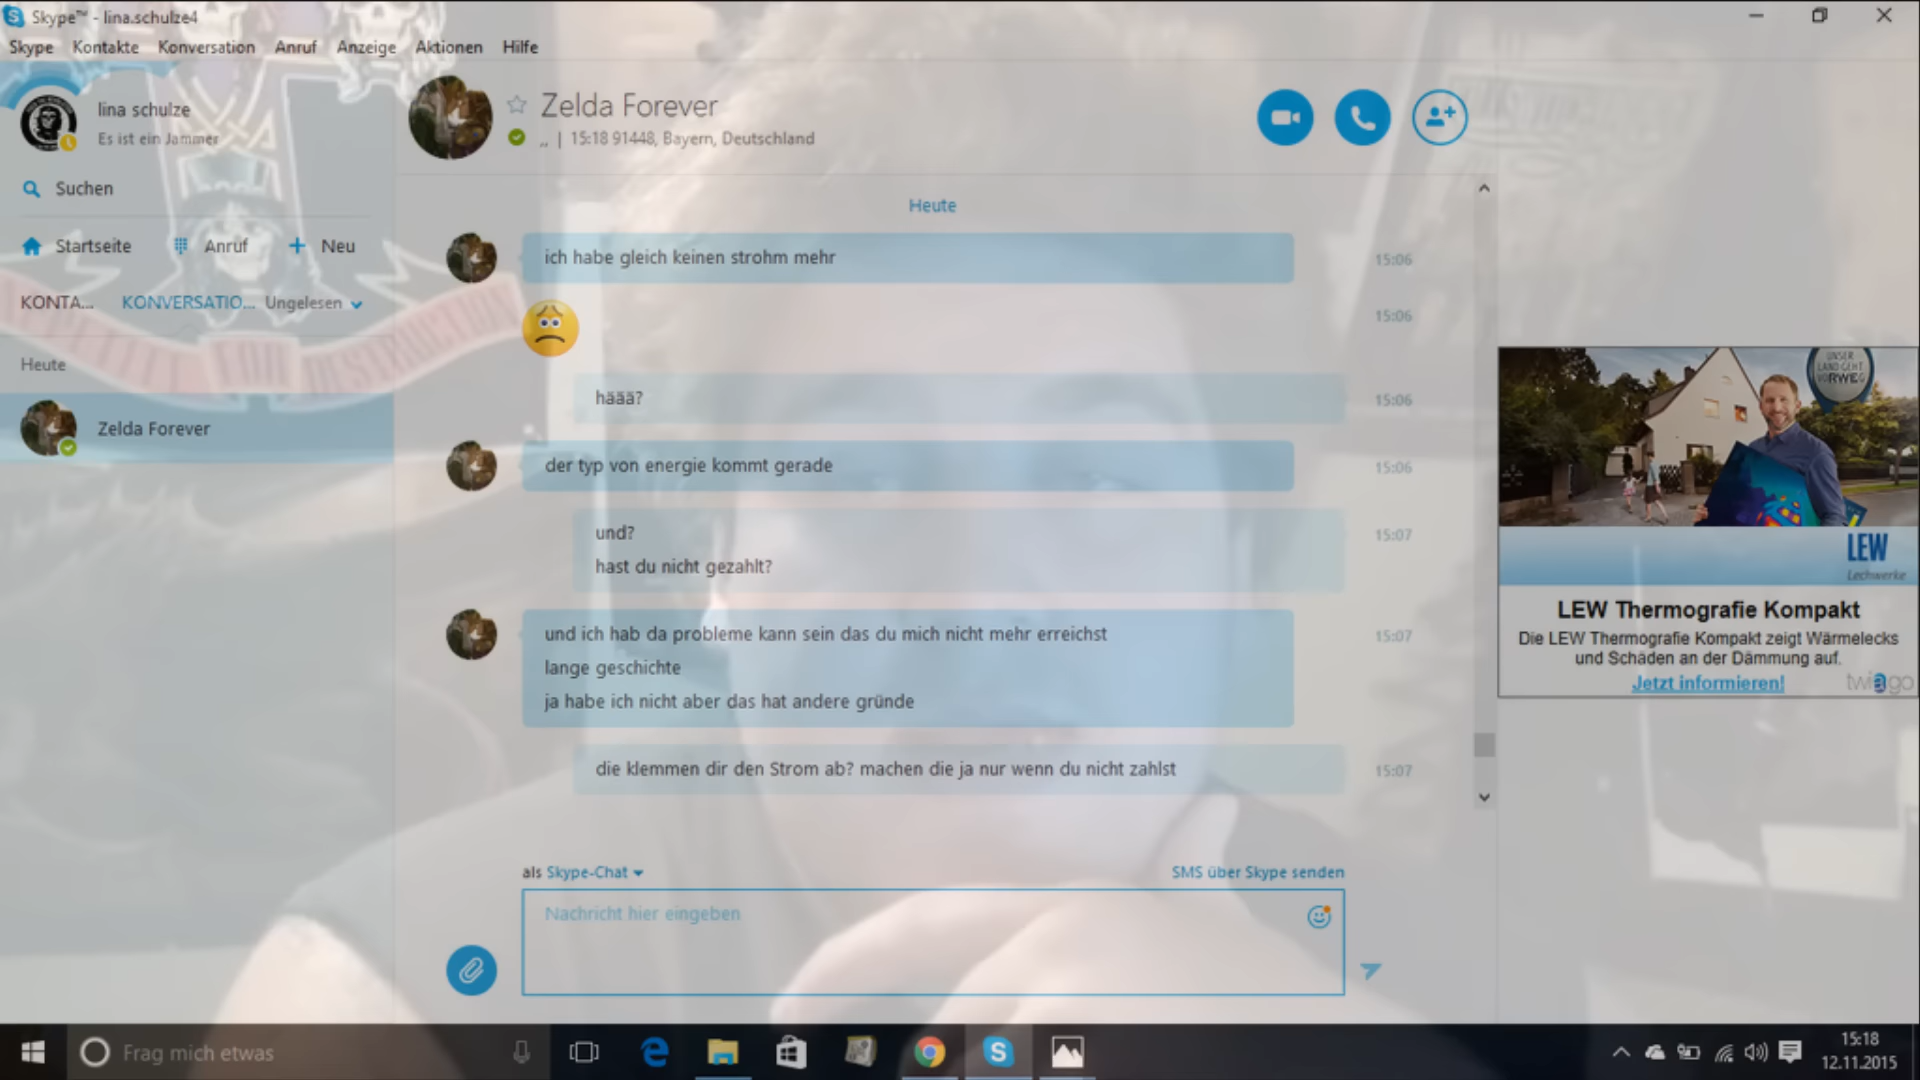 Skype™ - lina.schulze4
Skype Kontakte Konversation Anruf Anzeige Aktionen Hilfe
lina schulze
Es ist ein Jammer
Suchen
Startseite Anruf Neu
KONTA... KONVERSATIO... Ungelesen
Heute
Zelda Forever
Zelda Forever
,, | 15:18 91448, Bayern, Deutschland
Heute
ich habe gleich keinen strohm mehr 15:06
15:06
häää? 15:06
der typ von energie kommt gerade 15:06
und? 15:07
hast du nicht gezahlt?
und ich hab da probleme kann sein das du mich nicht mehr erreichst 15:07
lange geschichte
ja habe ich nicht aber das hat andere gründe
die klemmen dir den Strom ab? machen die ja nur wenn du nicht zahlst 15:07
als Skype-Chat SMS über Skype senden
Nachricht hier eingeben
UNSER
LAND GEHT
VORWEG
LEW
Lechwerke
LEW Thermografie Kompakt
Die LEW Thermografie Kompakt zeigt Wärmelecks
und Schäden an der Dämmung auf.
Jetzt informieren!
twiago
FOR DESTRUCTION
Frag mich etwas
15:18
12.11.2015